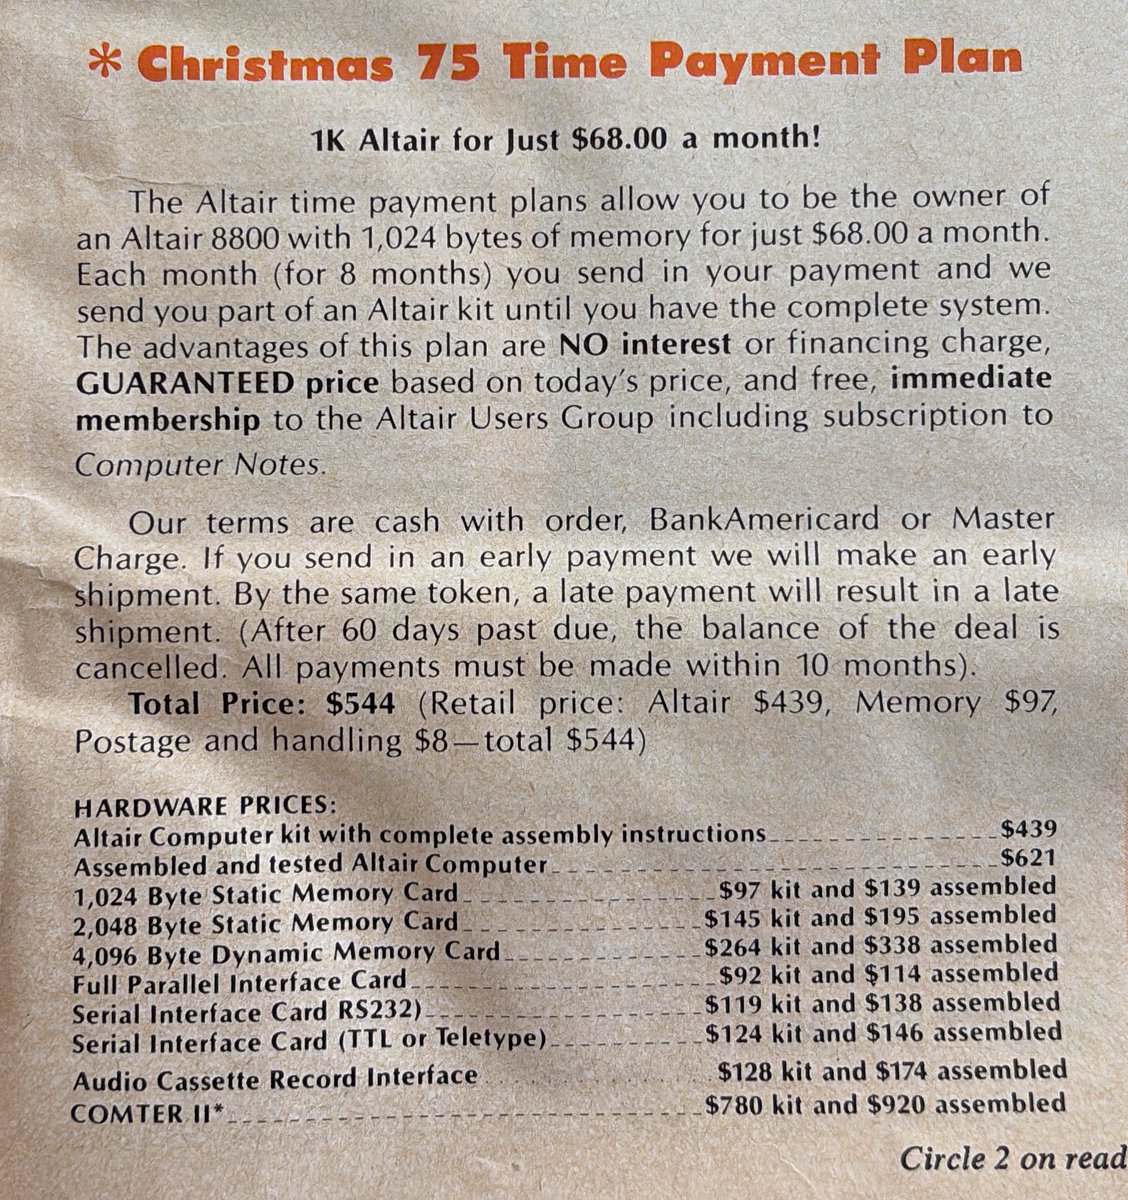 * Christmas 75 Time Payment Plan
1K Altair for Just $68.00 a month!
The Altair time payment plans allow you to be the owner of
an Altair 8800 with 1,024 bytes of memory for just $68.00 a month.
Each month (for 8 months) you send in your payment and we
send you part of an Altair kit until you have the complete system.
The advantages of this plan are NO interest or financing charge,
GUARANTEED price based on today's price, and free, immediate
membership to the Altair Users Group including subscription to
Computer Notes.
Our terms are cash with order, BankAmericard or Master
Charge. If you send in an early payment we will make an early
shipment. By the same token, a late payment will result in a late
shipment. (After 60 days past due, the balance of the deal is
cancelled. All payments must be made within 10 months).
Total Price: $544 (Retail price: Altair $439, Memory $97,
Postage and handling $8—total $544)
HARDWARE PRICES:
Altair Computer kit with complete assembly instructions $439
Assembled and tested Altair Computer $621
1,024 Byte Static Memory Card $97 kit and $139 assembled
2,048 Byte Static Memory Card $145 kit and $195 assembled
4,096 Byte Dynamic Memory Card $264 kit and $338 assembled
Full Parallel Interface Card $92 kit and $114 assembled
Serial Interface Card RS232) $119 kit and $138 assembled
Serial Interface Card (TTL or Teletype) $124 kit and $146 assembled
Audio Cassette Record Interface $128 kit and $174 assembled
COMTER II* $780 kit and $920 assembled
Circle 2 on read